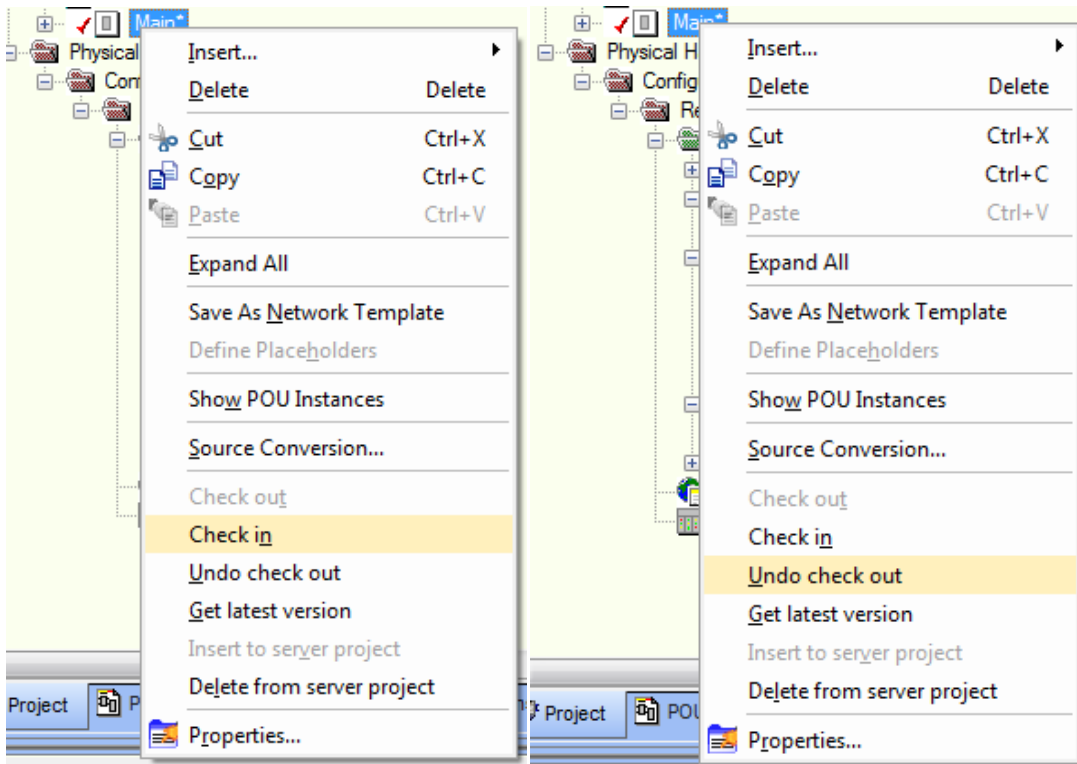 Main*
Physical
Insert...
Con
Delete Delete
Cut Ctrl+X
Copy Ctrl+C
Paste Ctrl+V
Expand All
Save As Network Template
Define Placeholders
Show POU Instances
Source Conversion...
Check out
Check in
Undo check out
Get latest version
Insert to server project
Delete from server project
Project P
Properties...
Main*
Physical H
Insert...
Config
Delete Delete
Re
Cut Ctrl+X
Copy Ctrl+C
Paste Ctrl+V
Expand All
Save As Network Template
Define Placeholders
Show POU Instances
Source Conversion...
Check out
Check in
Undo check out
Get latest version
Insert to server project
Delete from server project
Project POU
Properties...